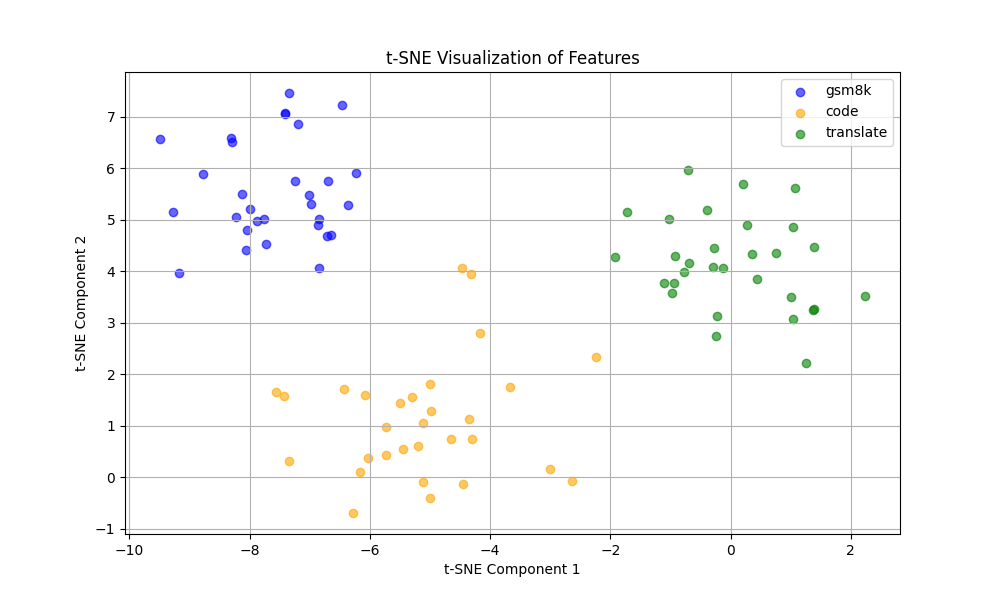 t-SNE Visualization of Features
gsm8k
code
translate
t-SNE Component 2
7
6
5
4
3
2
1
0
−1
−10
−8
−6
−4
−2
0
2
t-SNE Component 1